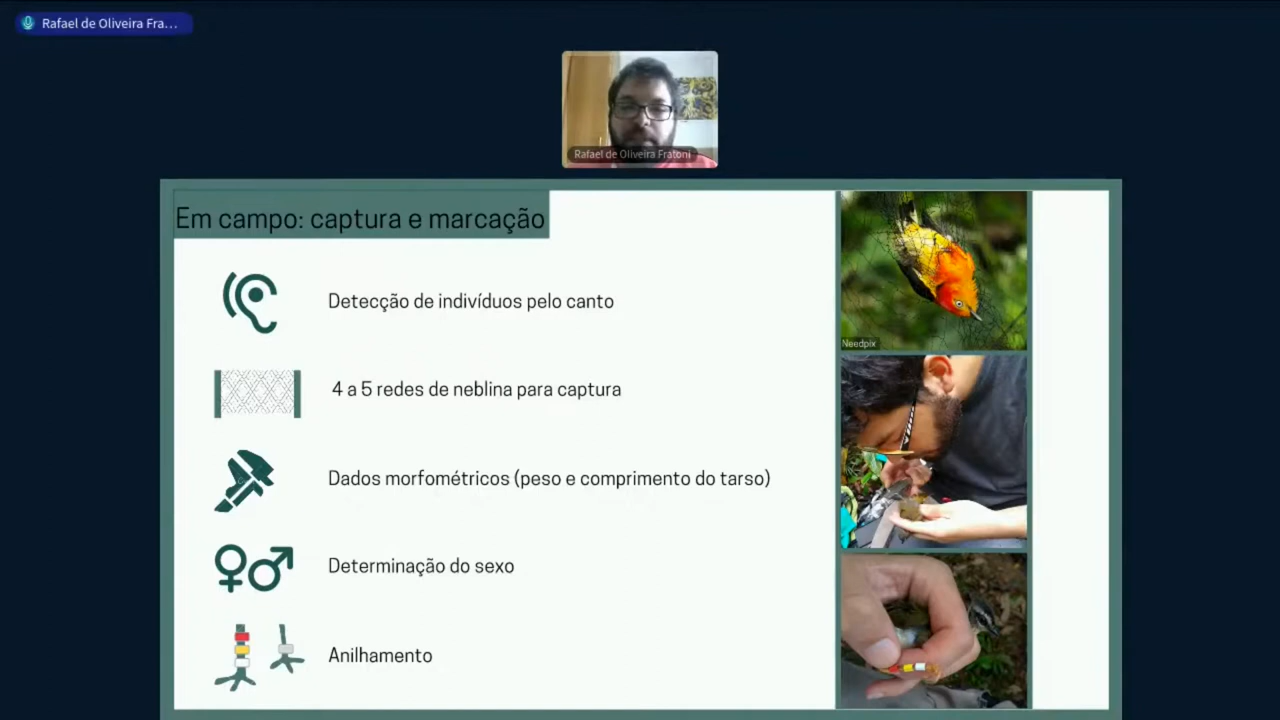 Rafael de Oliveira Fra...
Rafael de Oliveira Fratoni
Em campo: captura e marcação
Detecção de indivíduos pelo canto
4 a 5 redes de neblina para captura
Dados morfométricos (peso e comprimento do tarso)
Determinação do sexo
Anilhamento
Needpix